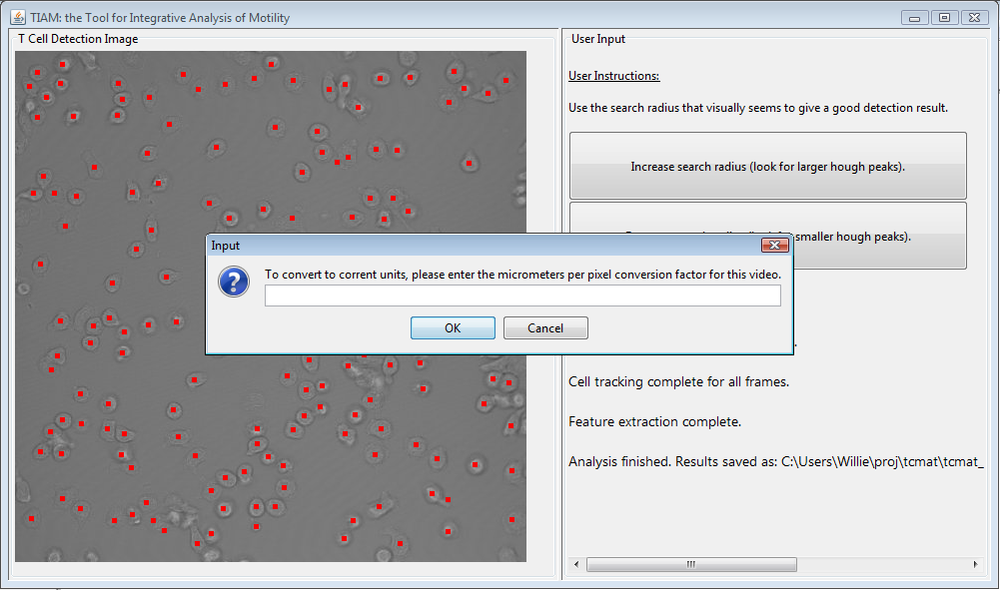 TIAM: the Tool for Integrative Analysis of Motility
T Cell Detection Image
User Input
User Instructions:
Use the search radius that visually seems to give a good detection result.
Increase search radius (look for larger hough peaks).
smaller hough peaks).
Input
To convert to corrent units, please enter the micrometers per pixel conversion factor for this video.
OK
Cancel
Cell tracking complete for all frames.
Feature extraction complete.
Analysis finished. Results saved as: C:\Users\Willie\proj\tcmat\tcmat_